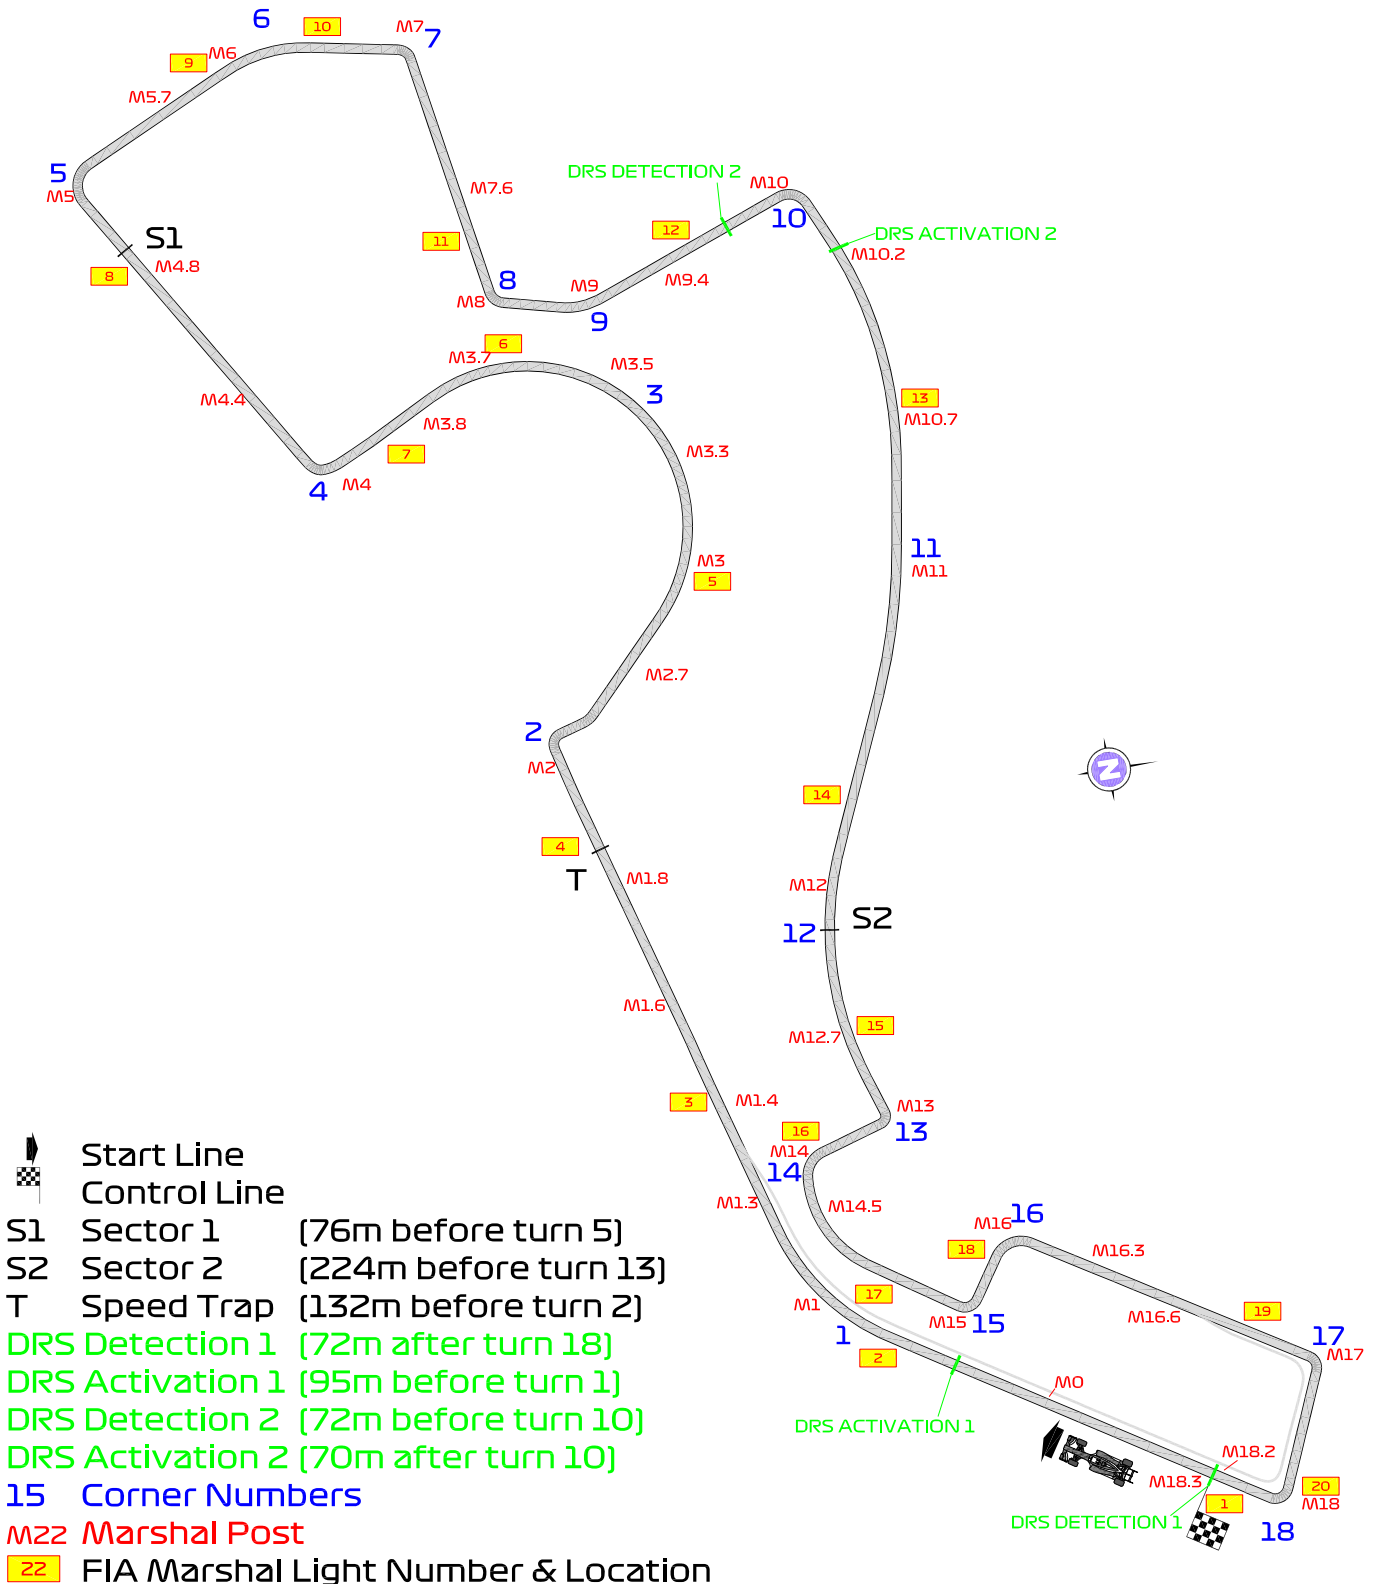 6
10
M7
7
9
M6
M5.7
5
M5
DRS DETECTION 2
M10
10
M7.6
12
DRS ACTIVATION 2
M10.2
S1
M4.8
8
11
8
M8
M9
9
M9.4
6
M3.7
M3.5
3
13
M10.7
M4.4
M3.8
7
M3.3
4
M4
11
M11
M3
5
M2.7
2
M2
N
14
4
T
M1.8
M12
12
S2
M1.6
15
M12.7
3
M1.4
M13
13
16
M14
14
M1.3
M14.5
M16
16
18
M16.3
M1
17
M15
15
M16.6
19
17
M17
1
2
M0
DRS ACTIVATION 1
M18.2
M18.3
1
20
M18
DRS DETECTION 1
18
Start Line
Control Line
S1 Sector 1 (76m before turn 5)
S2 Sector 2 (224m before turn 13)
T Speed Trap (132m before turn 2)
DRS Detection 1 (72m after turn 18)
DRS Activation 1 (95m before turn 1)
DRS Detection 2 (72m before turn 10)
DRS Activation 2 (70m after turn 10)
15 Corner Numbers
M22 Marshal Post
22 FIA Marshal Light Number & Location